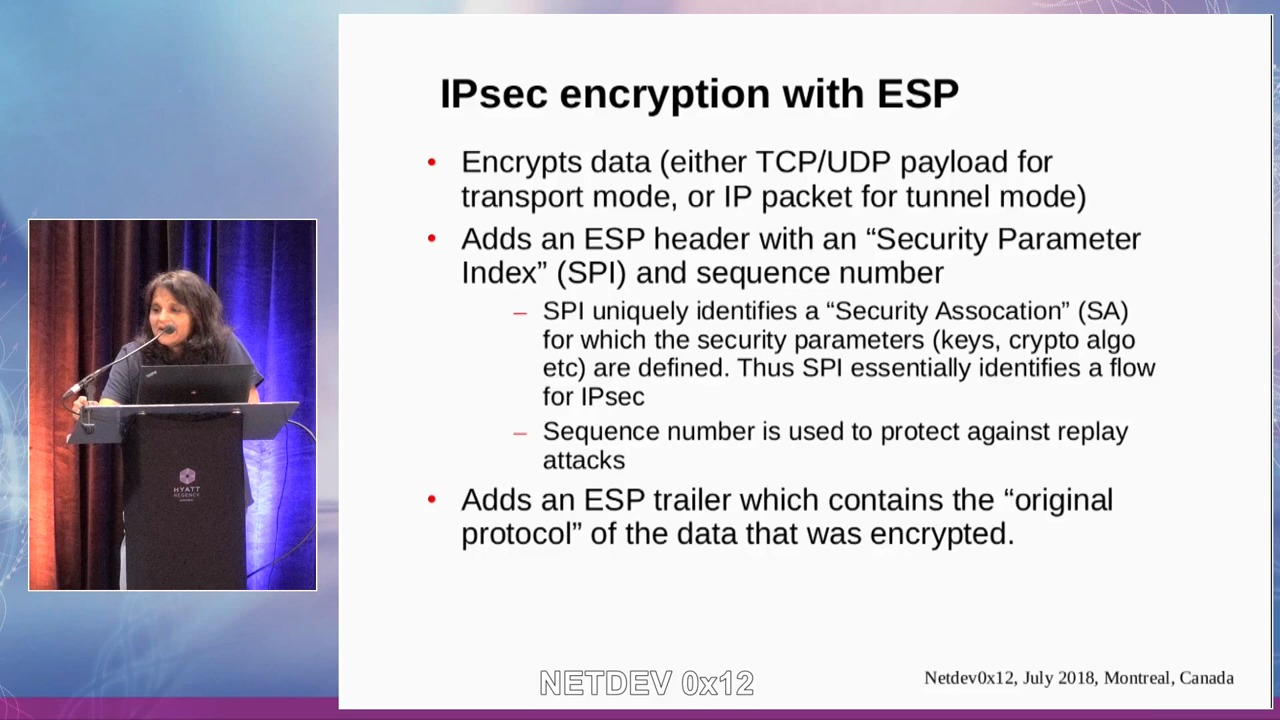 IPsec encryption with ESP
• Encrypts data (either TCP/UDP payload for
transport mode, or IP packet for tunnel mode)
• Adds an ESP header with an “Security Parameter
Index” (SPI) and sequence number
– SPI uniquely identifies a “Security Assocation” (SA)
for which the security parameters (keys, crypto algo
etc) are defined. Thus SPI essentially identifies a flow
for IPsec
– Sequence number is used to protect against replay
attacks
• Adds an ESP trailer which contains the “original
protocol” of the data that was encrypted.
HYATT
REGENCY
NETDEV 0x12
Netdev0x12, July 2018, Montreal, Canada